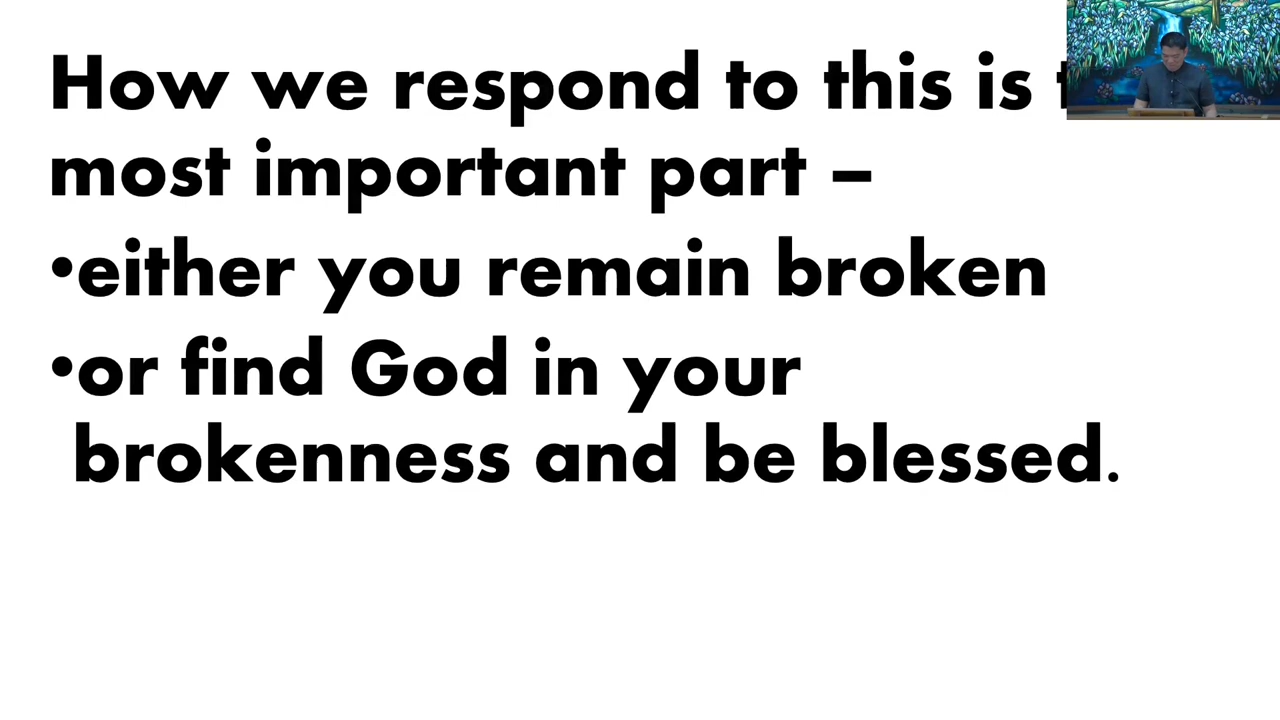 How we respond to this is
most important part –
•either you remain broken
•or find God in your
brokenness and be blessed.